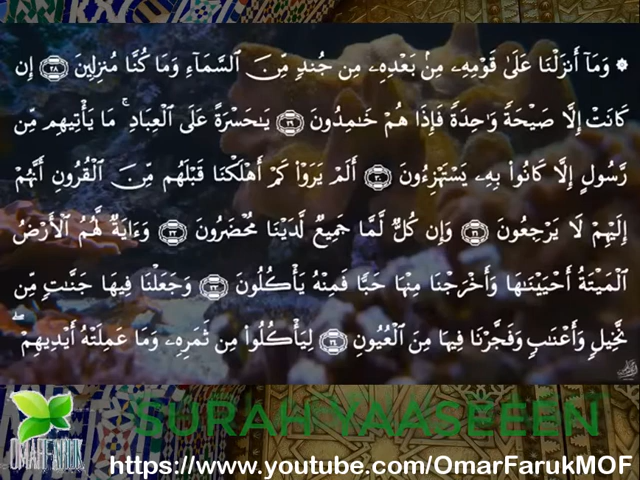 ۞ وَمَآ أَنزَلْنَا عَلَىٰ قَوْمِهِۦ مِنۢ بَعْدِهِۦ مِن جُندٍ مِّنَ ٱلسَّمَآءِ وَمَا كُنَّا مُنزِلِينَ ۝٢٨ إِن
كَانَتْ إِلَّا صَيْحَةً وَٰحِدَةً فَإِذَا هُمْ خَٰمِدُونَ ۝٢٩ يَٰحَسْرَةً عَلَى ٱلْعِبَادِ ۚ مَا يَأْتِيهِم مِّن
رَّسُولٍ إِلَّا كَانُوا۟ بِهِۦ يَسْتَهْزِءُونَ ۝٣٠ أَلَمْ يَرَوْا۟ كَمْ أَهْلَكْنَا قَبْلَهُم مِّنَ ٱلْقُرُونِ أَنَّهُمْ
إِلَيْهِمْ لَا يَرْجِعُونَ ۝٣١ وَإِن كُلٌّ لَّمَّا جَمِيعٌ لَّدَيْنَا مُحْضَرُونَ ۝٣٢ وَءَايَةٌ لَّهُمُ ٱلْأَرْضُ
ٱلْمَيْتَةُ أَحْيَيْنَٰهَا وَأَخْرَجْنَا مِنْهَا حَبًّا فَمِنْهُ يَأْكُلُونَ ۝٣٣ وَجَعَلْنَا فِيهَا جَنَّٰتٍ مِّن
نَّخِيلٍ وَأَعْنَٰبٍ وَفَجَّرْنَا فِيهَا مِنَ ٱلْعُيُونِ ۝٣٤ لِيَأْكُلُوا۟ مِن ثَمَرِهِۦ وَمَا عَمِلَتْهُ أَيْدِيهِمْ ۖ
SURAH YAASEEEN
OMAR FARUK
https://www.youtube.com/OmarFarukMOF